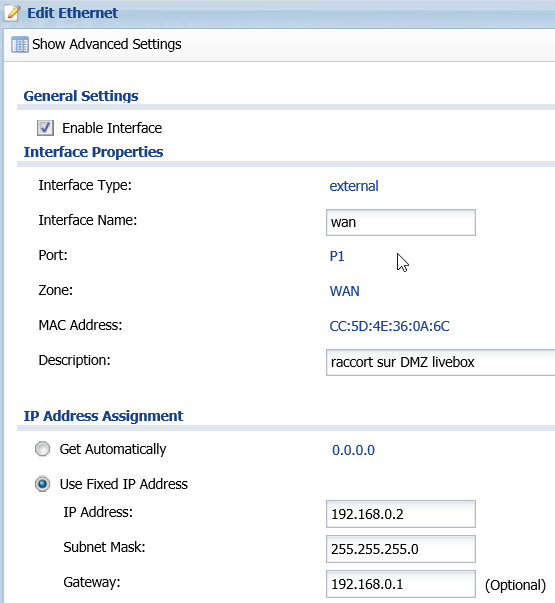 Edit Ethernet
Show Advanced Settings
General Settings
Enable Interface
Interface Properties
Interface Type: external
Interface Name: wan
Port: P1
Zone: WAN
MAC Address: CC:5D:4E:36:0A:6C
Description: raccort sur DMZ livebox
IP Address Assignment
Get Automatically 0.0.0.0
Use Fixed IP Address
IP Address: 192.168.0.2
Subnet Mask: 255.255.255.0
Gateway: 192.168.0.1 (Optional)